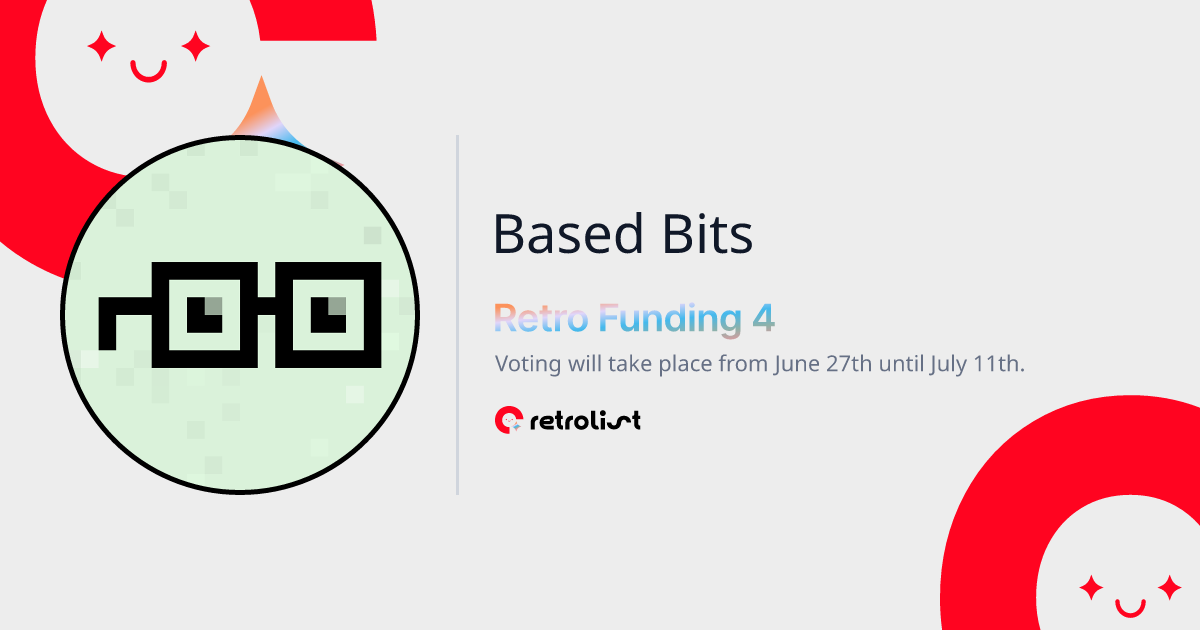 Based Bits
Retro Funding 4
Voting will take place from June 27th until July 11th.
retrolist